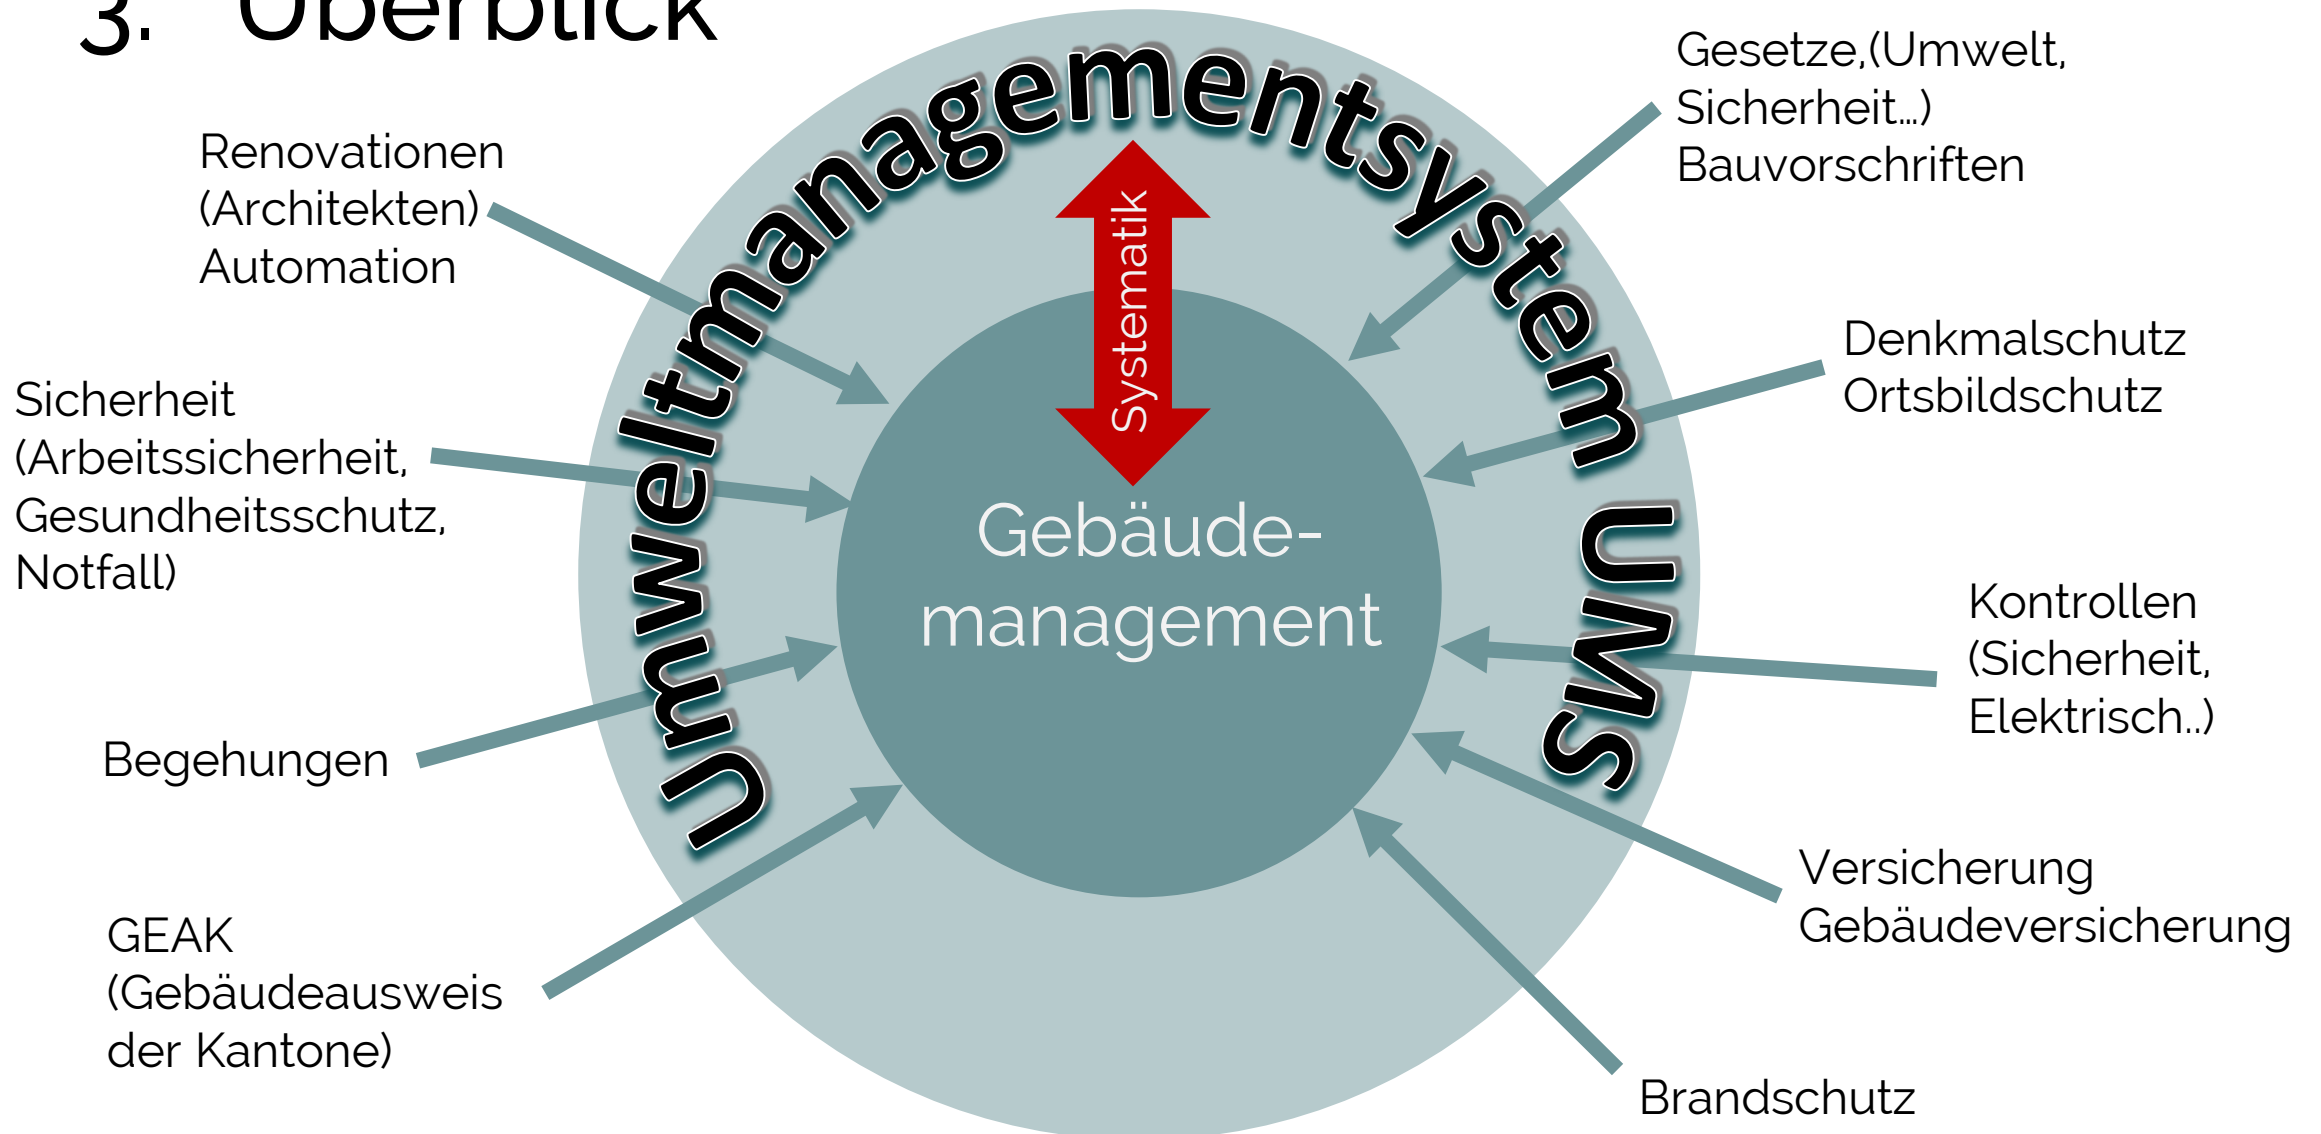 3. Überblick
Umweltmanagementsystem UMS
Systematik
Gebäude-
management
Renovationen
(Architekten)
Automation
Sicherheit
(Arbeitssicherheit,
Gesundheitsschutz,
Notfall)
Begehungen
GEAK
(Gebäudeausweis
der Kantone)
Gesetze,(Umwelt,
Sicherheit...)
Bauvorschriften
Denkmalschutz
Ortsbildschutz
Kontrollen
(Sicherheit,
Elektrisch..)
Versicherung
Gebäudeversicherung
Brandschutz